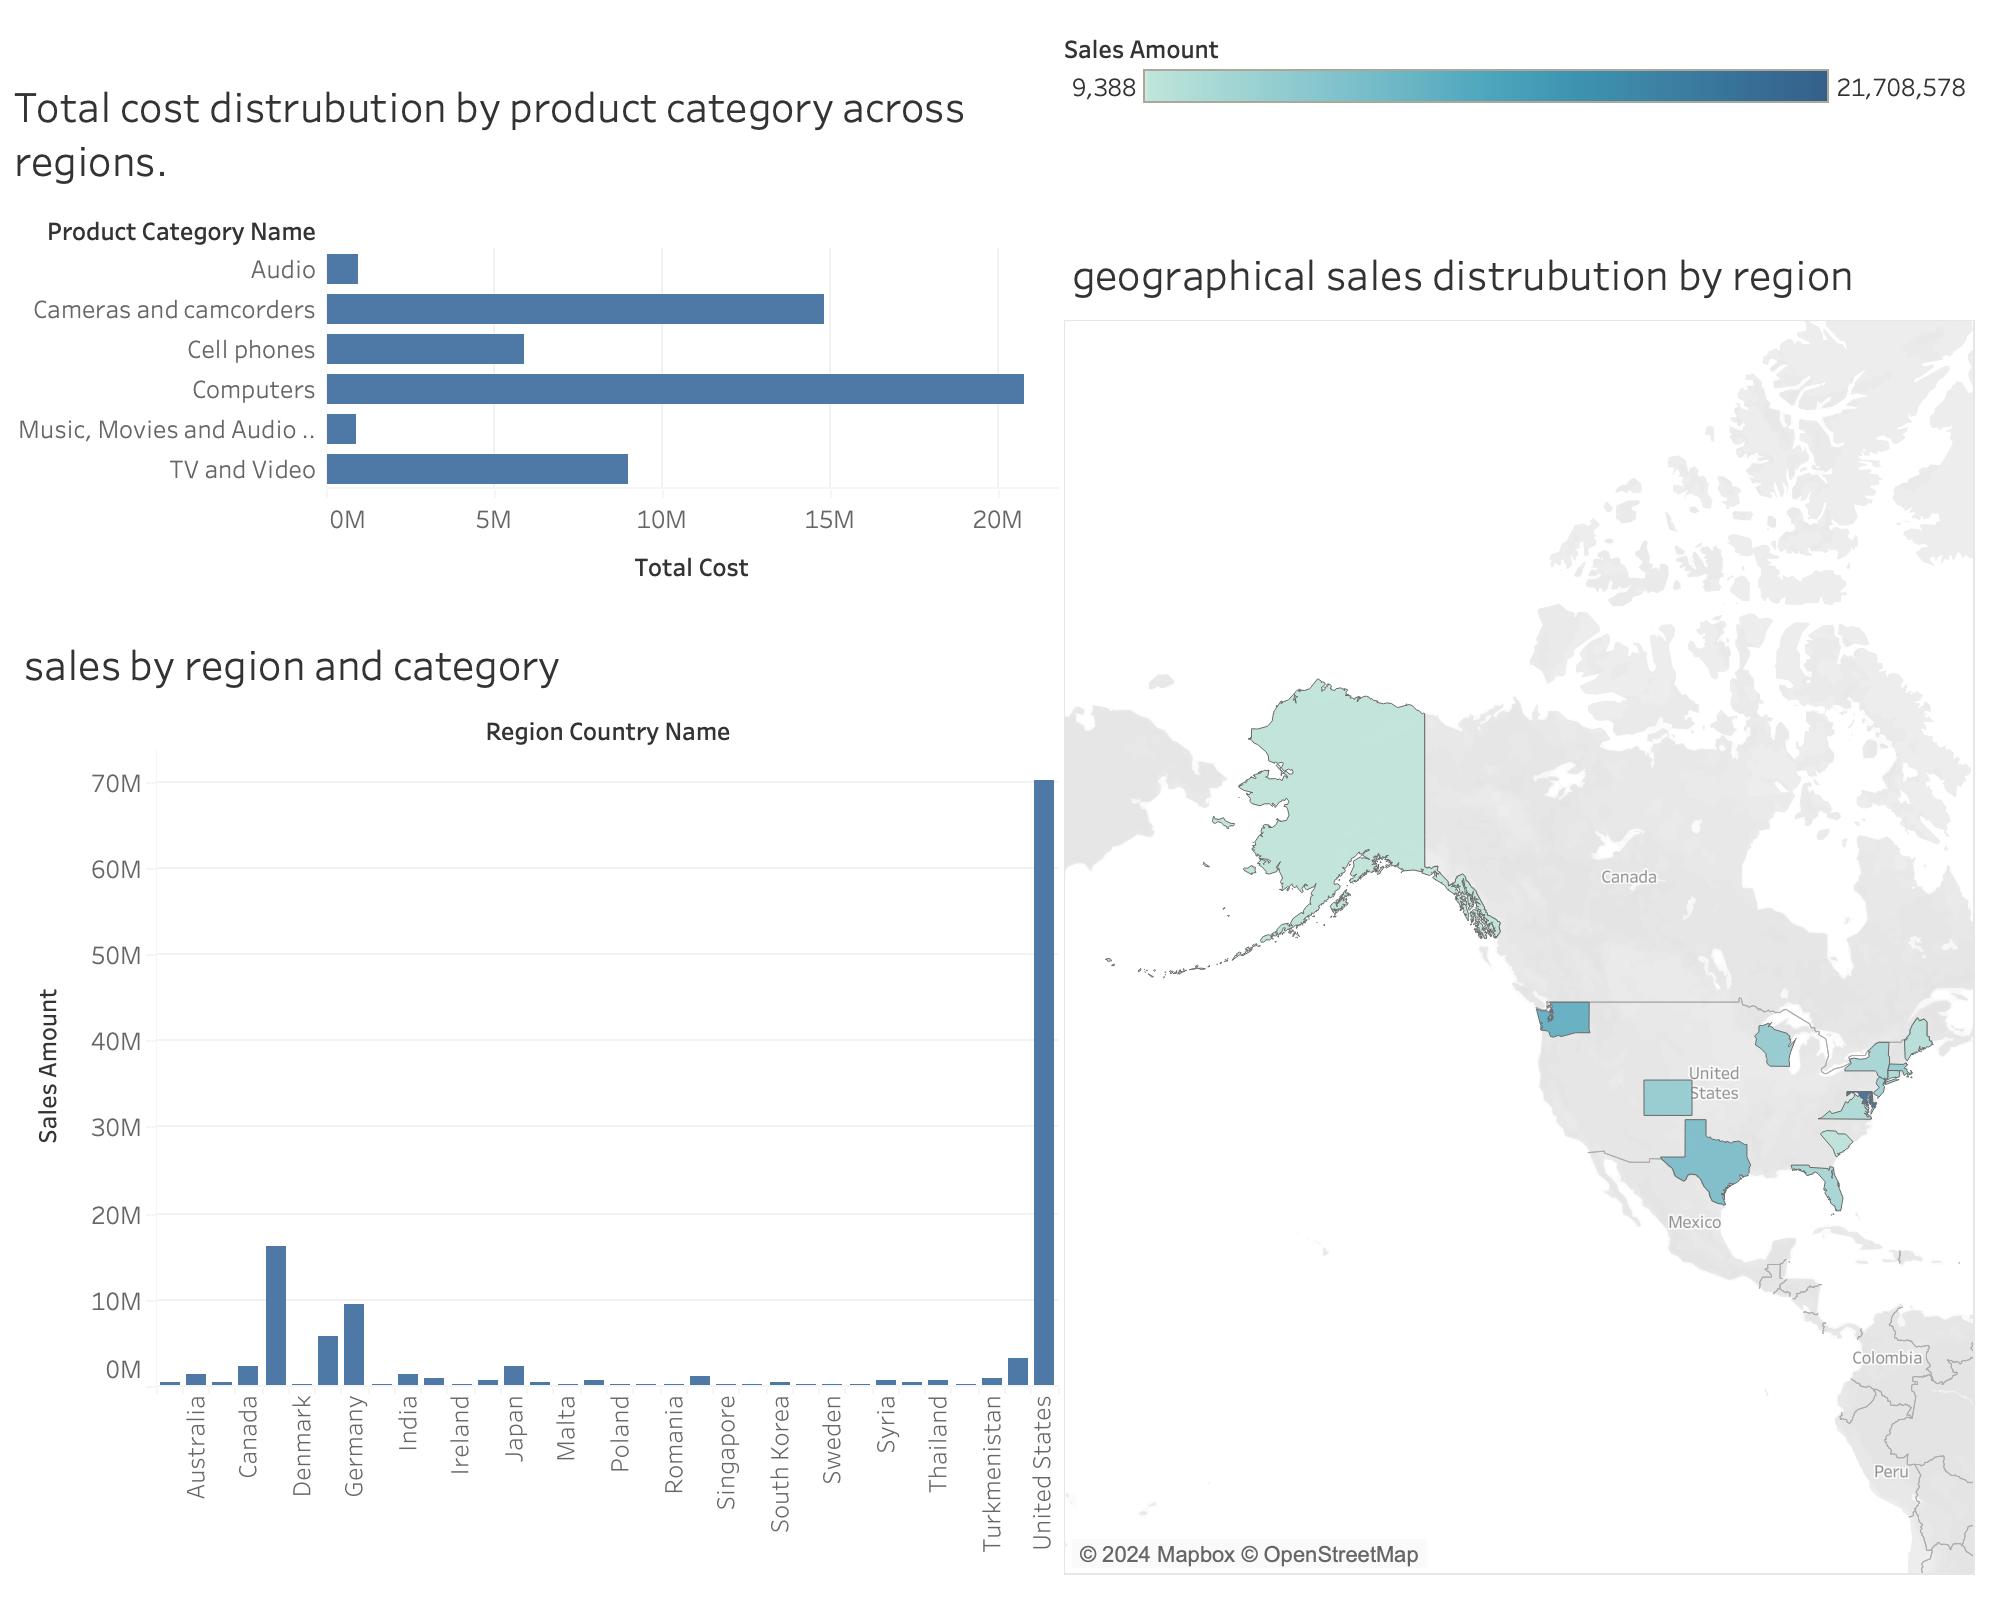 Sales Amount
9,388
21,708,578
Total cost distrubution by product category across
regions.
Product Category Name
Audio
Cameras and camcorders
Cell phones
Computers
Music, Movies and Audio ..
TV and Video
0M 5M 10M 15M 20M
Total Cost
sales by region and category
Region Country Name
70M
60M
50M
40M
30M
20M
10M
0M
Sales Amount
Australia
Canada
Denmark
Germany
India
Ireland
Japan
Malta
Poland
Romania
Singapore
South Korea
Sweden
Syria
Thailand
Turkmenistan
United States
geographical sales distrubution by region
Canada
United
States
Mexico
Colombia
Peru
© 2024 Mapbox © OpenStreetMap